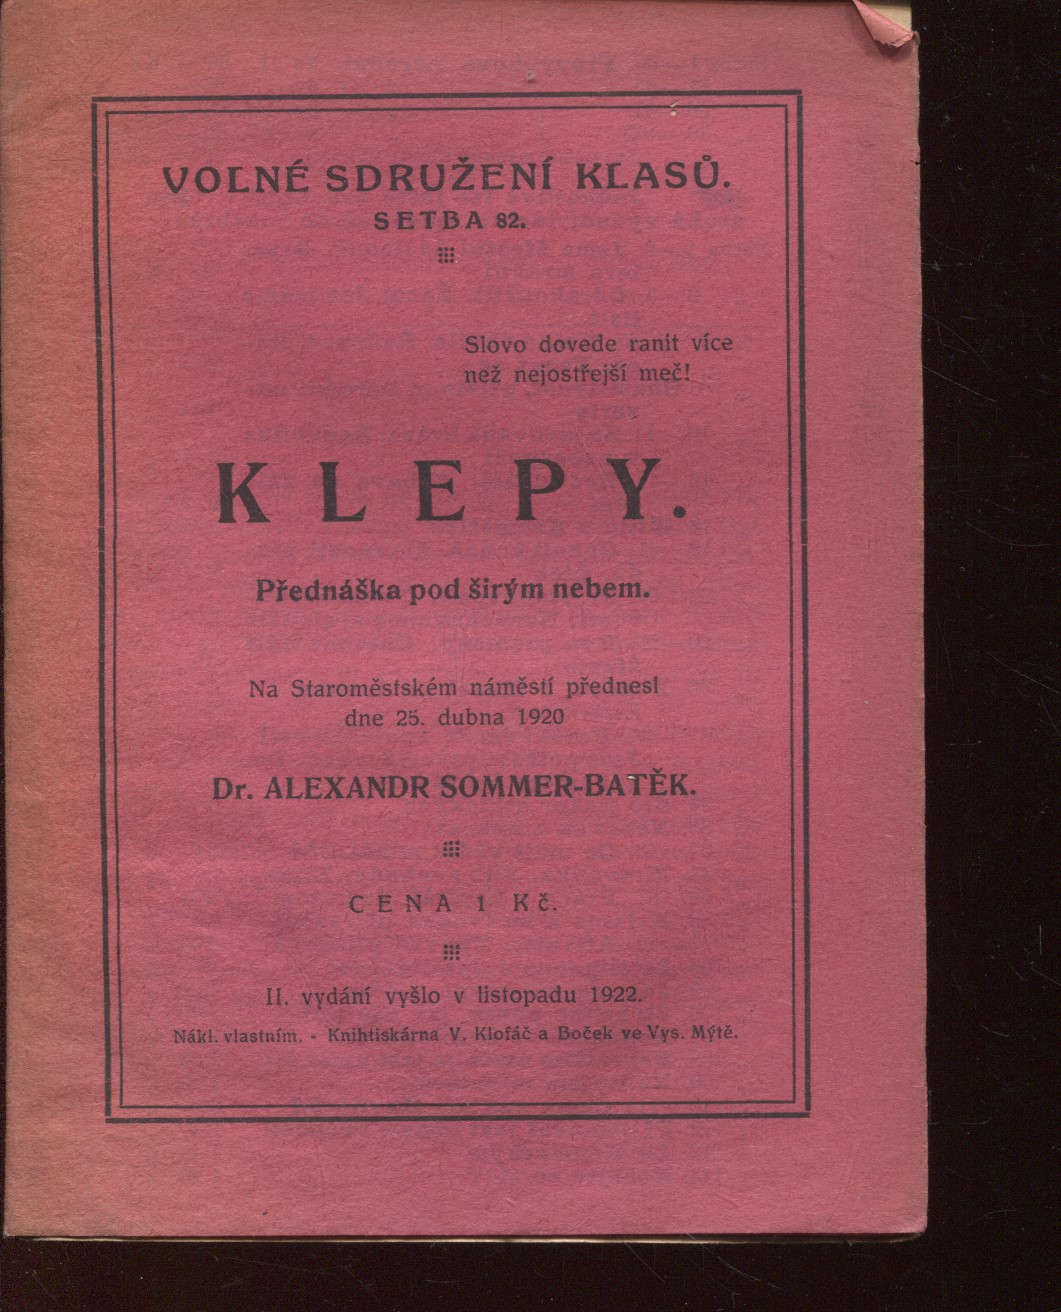 VOLNÉ SDRUŽENÍ KLASŮ.
SETBA 82.
Slovo dovede ranit více
než nejostřejší meč!
KLEPY.
Přednáška pod širým nebem.
Na Staroměstském náměstí přednesl
dne 25. dubna 1920
Dr. ALEXANDR SOMMER-BATĚK.
CENA 1 Kč.
II. vydání vyšlo v listopadu 1922.
Nákl. vlastním. - Knihtiskárna V. Klofáč a Boček ve Vys. Mýtě.